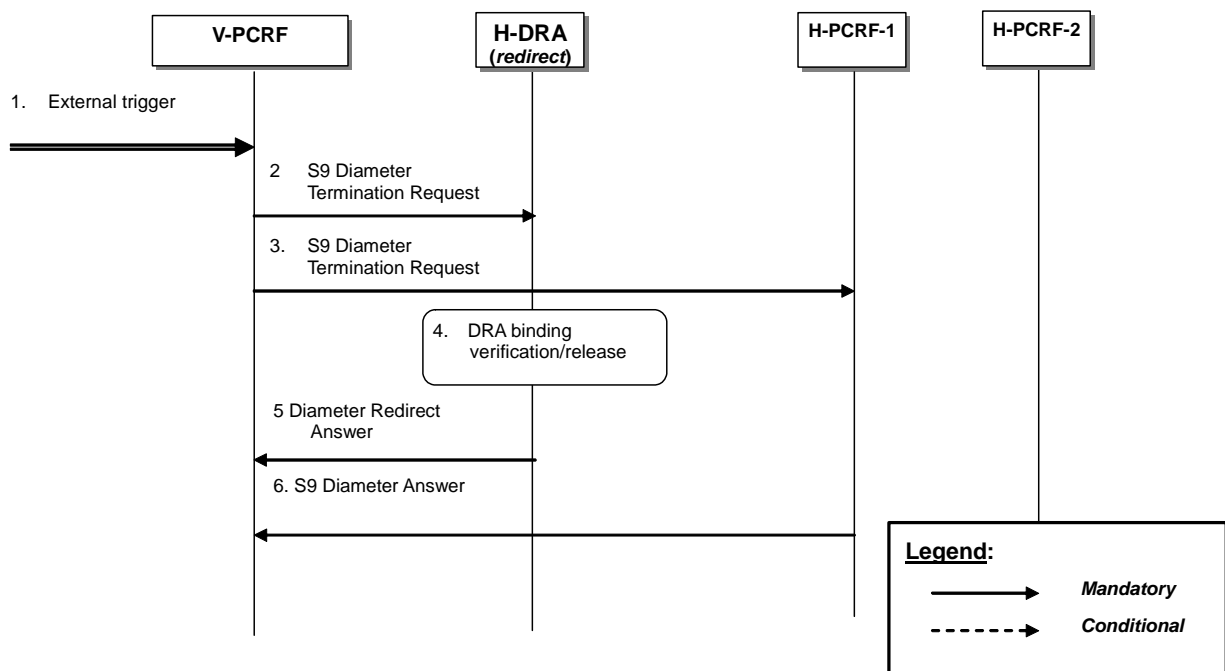 V-PCRF
H-DRA
(redirect)
H-PCRF-1
H-PCRF-2
1. External trigger
2 S9 Diameter
Termination Request
3. S9 Diameter
Termination Request
4. DRA binding
verification/release
5 Diameter Redirect
Answer
6. S9 Diameter Answer
Legend:
Mandatory
Conditional